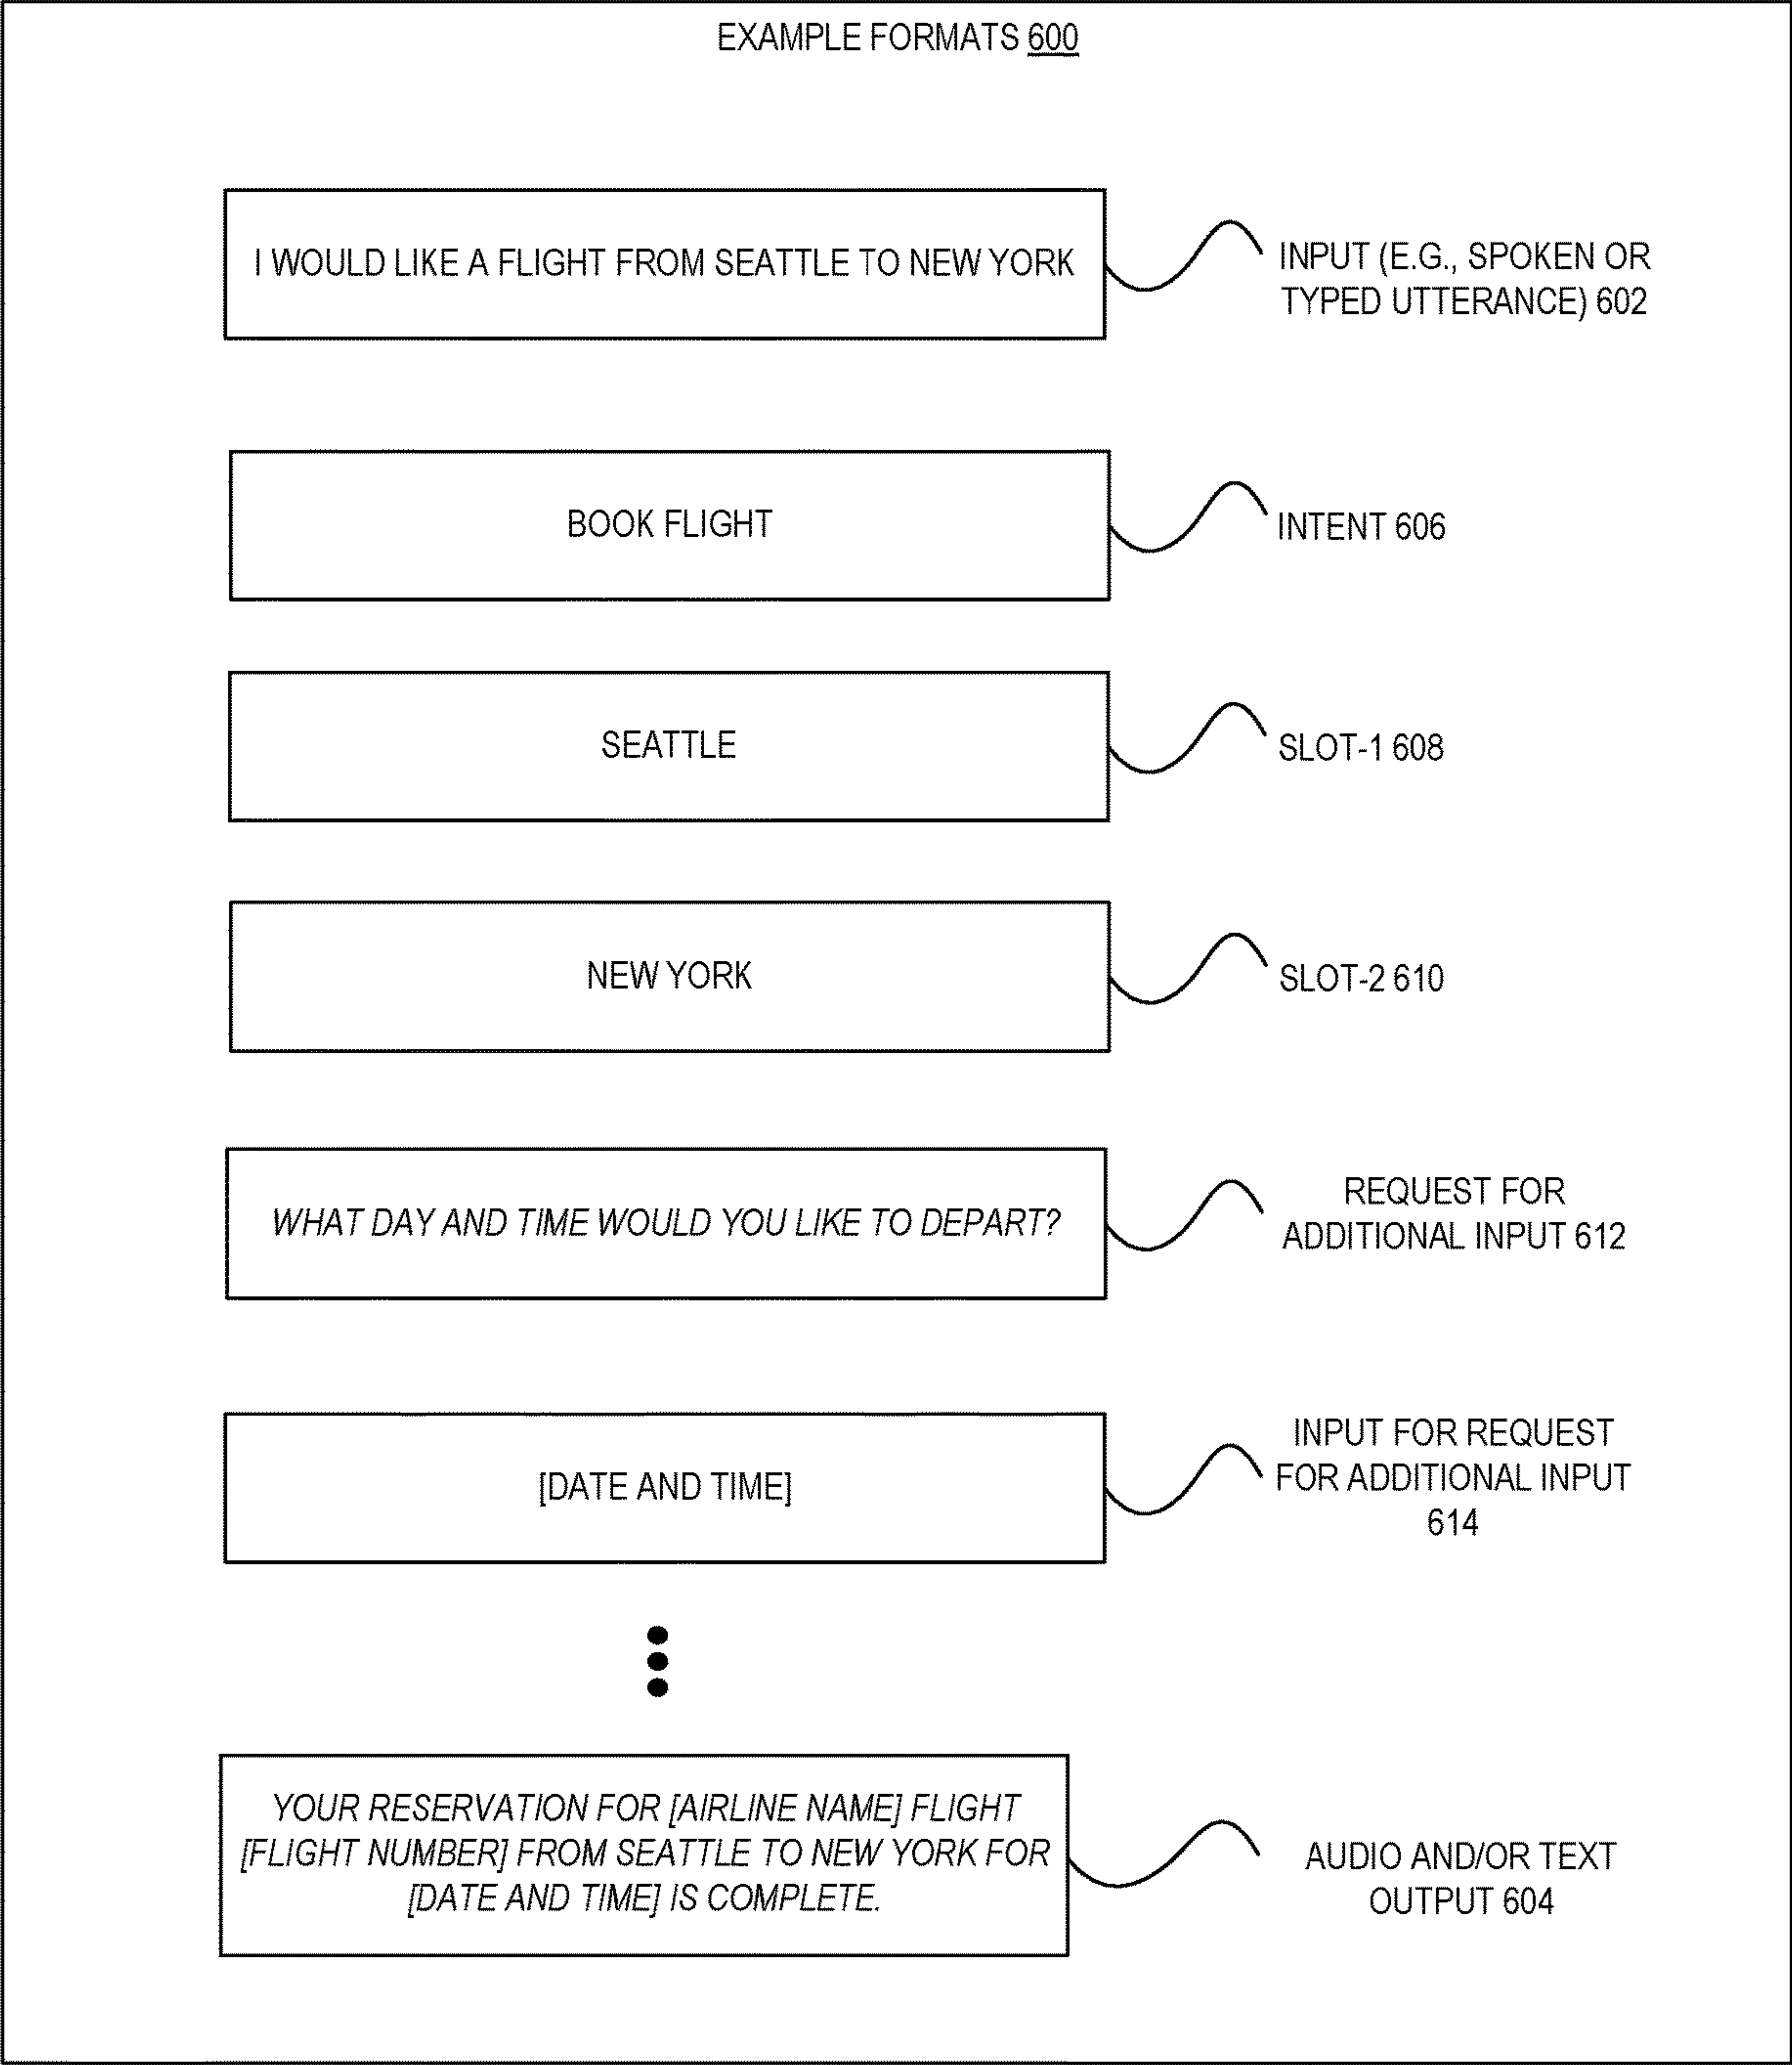 EXAMPLE FORMATS 600
I WOULD LIKE A FLIGHT FROM SEATTLE TO NEW YORK
INPUT (E.G., SPOKEN OR
TYPED UTTERANCE) 602
BOOK FLIGHT
INTENT 606
SEATTLE
SLOT-1 608
NEW YORK
SLOT-2 610
WHAT DAY AND TIME WOULD YOU LIKE TO DEPART?
REQUEST FOR
ADDITIONAL INPUT 612
[DATE AND TIME]
INPUT FOR REQUEST
FOR ADDITIONAL INPUT
614
YOUR RESERVATION FOR [AIRLINE NAME] FLIGHT
[FLIGHT NUMBER] FROM SEATTLE TO NEW YORK FOR
[DATE AND TIME] IS COMPLETE.
AUDIO AND/OR TEXT
OUTPUT 604